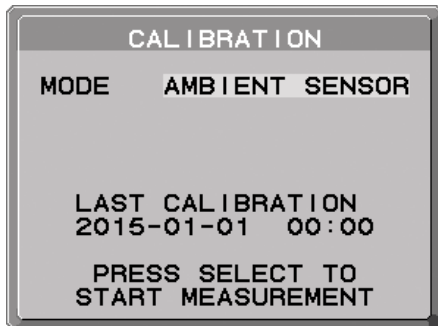 CALIBRATION
MODE AMBIENT SENSOR
LAST CALIBRATION
2015-01-01 00:00
PRESS SELECT TO
START MEASUREMENT